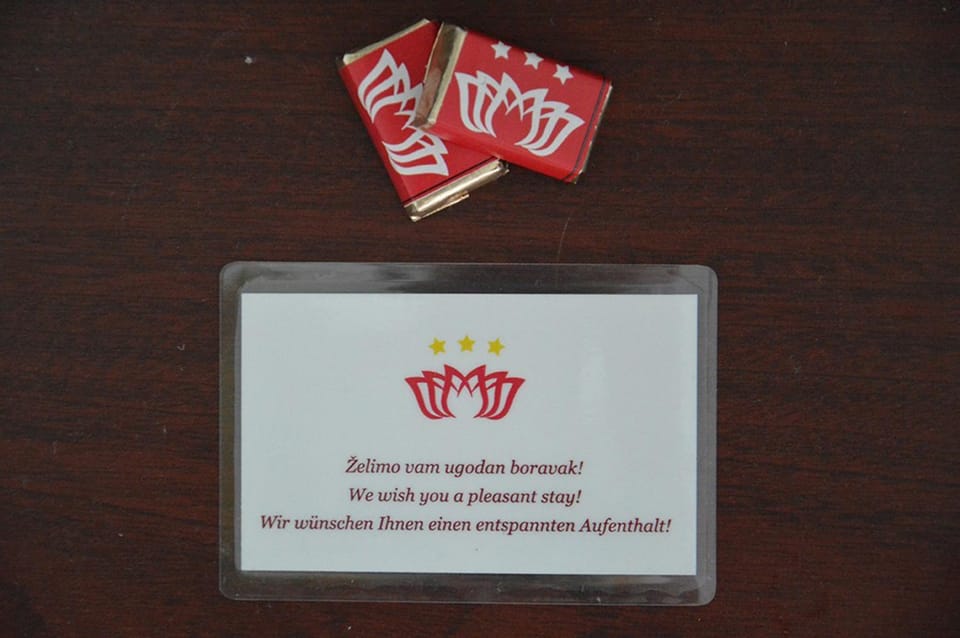 Želimo vam ugodan boravak!
We wish you a pleasant stay!
Wir wünschen Ihnen einen entspannten Aufenthalt!